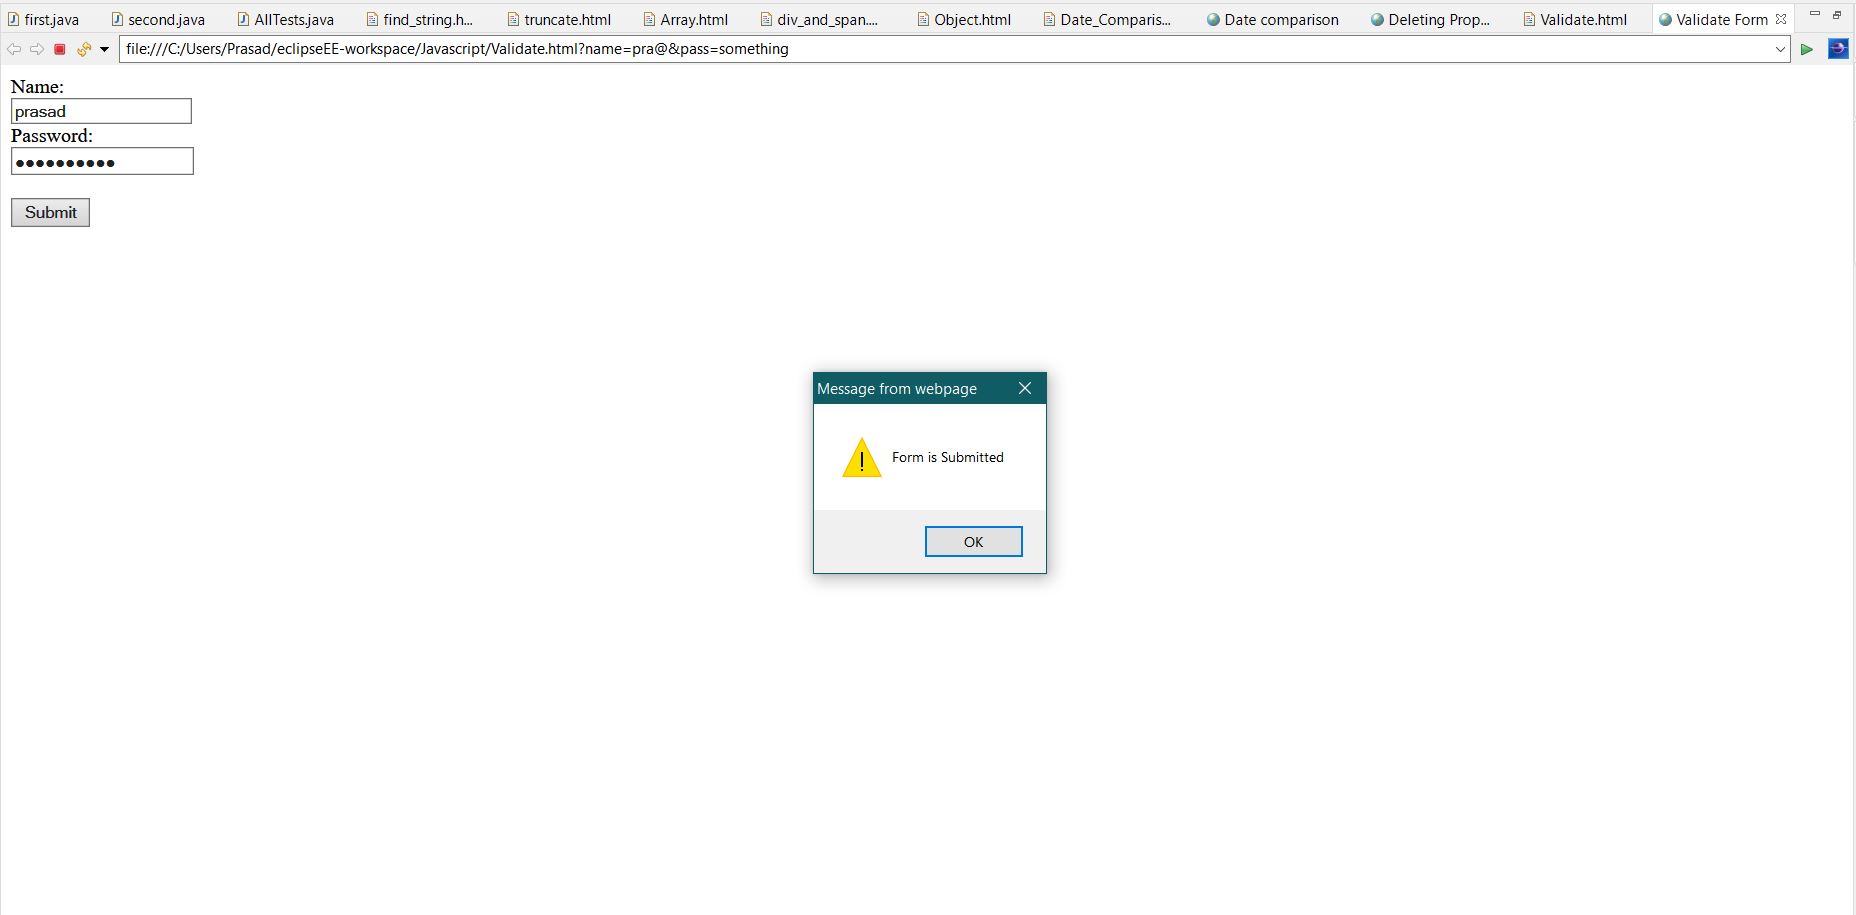 first.java second.java AllTests.java find_string.h... truncate.html Array.html div_and_span.... Object.html Date_Comparis... Date comparison Deleting Prop... Validate.html Validate Form
file:///C:/Users/Prasad/eclipseEE-workspace/Javascript/Validate.html?name=pra@&pass=something
Name:
prasad
Password:
••••••••••
Submit
Message from webpage
Form is Submitted
OK